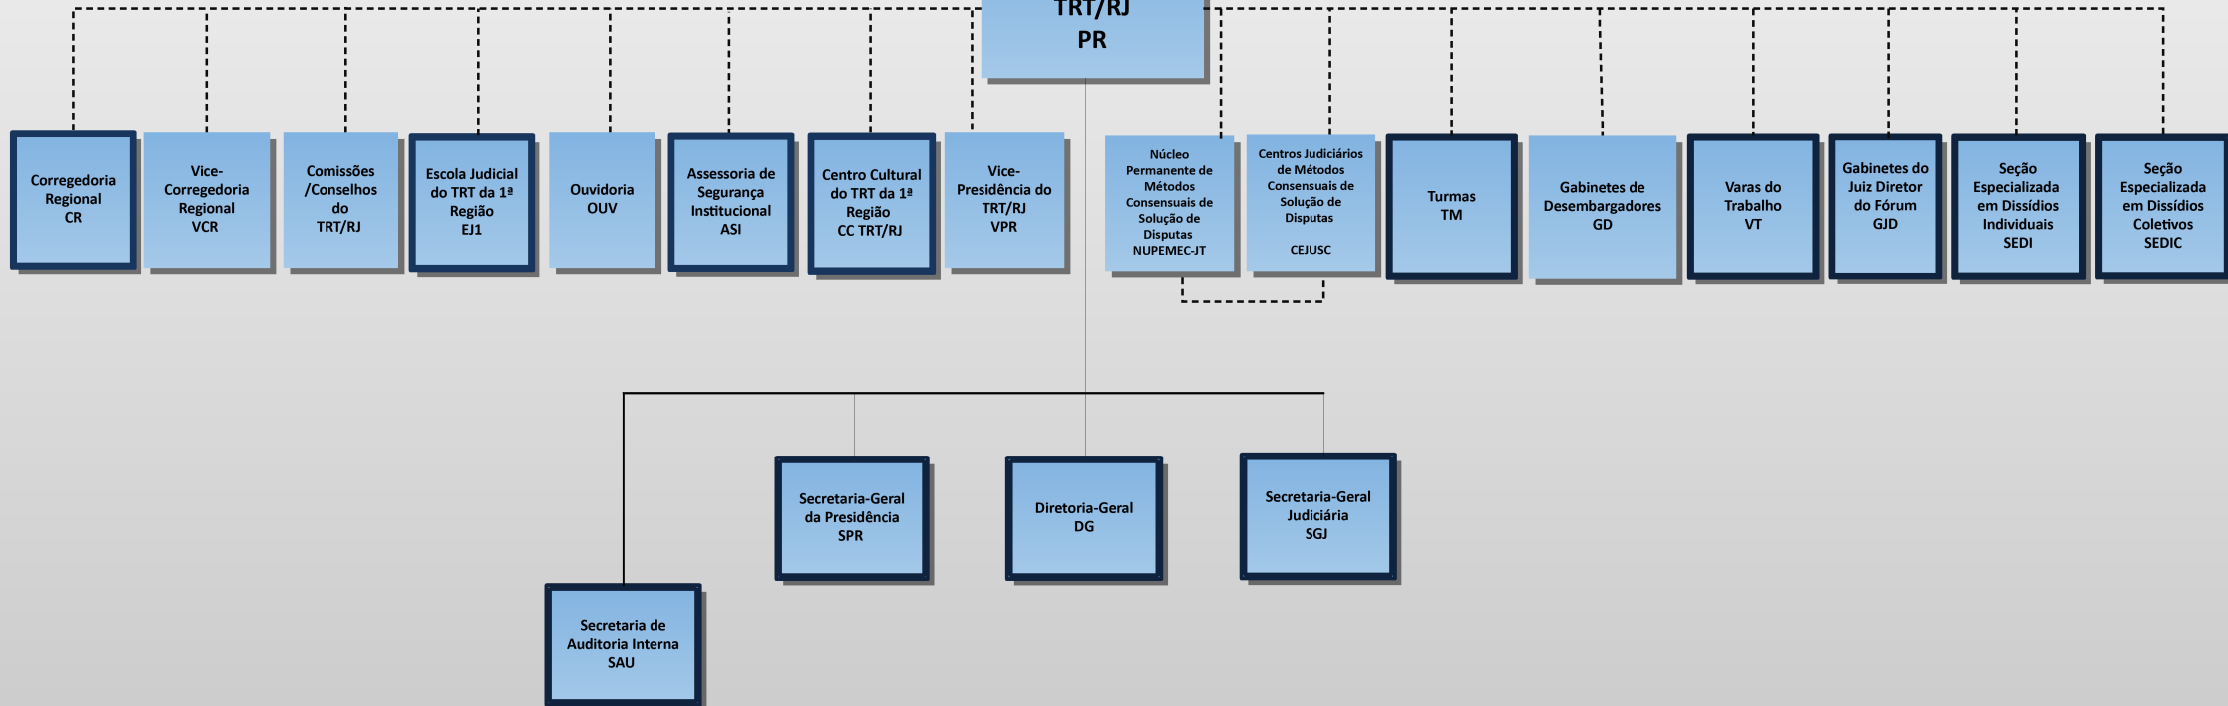 TRT/RJ
PR
Corregedoria
Regional
CR
Vice-
Corregedoria
Regional
VCR
Comissões
/Conselhos
do
TRT/RJ
Escola Judicial
do TRT da 1ª
Região
EJ1
Ouvidoria
OUV
Assessoria de
Segurança
Institucional
ASI
Centro Cultural
do TRT da 1ª
Região
CC TRT/RJ
Vice-
Presidência do
TRT/RJ
VPR
Núcleo
Permanente de
Métodos
Consensuais de
Solução de
Disputas
NUPEMEC-JT
Centros Judiciários
de Métodos
Consensuais de
Solução de
Disputas
CEJUSC
Turmas
TM
Gabinetes de
Desembargadores
GD
Varas do
Trabalho
VT
Gabinetes do
Juiz Diretor
do Fórum
GJD
Seção
Especializada
em Dissídios
Individuais
SEDI
Seção
Especializada
em Dissídios
Coletivos
SEDIC
Secretaria-Geral
da Presidência
SPR
Diretoria-Geral
DG
Secretaria-Geral
Judiciária
SGJ
Secretaria de
Auditoria Interna
SAU